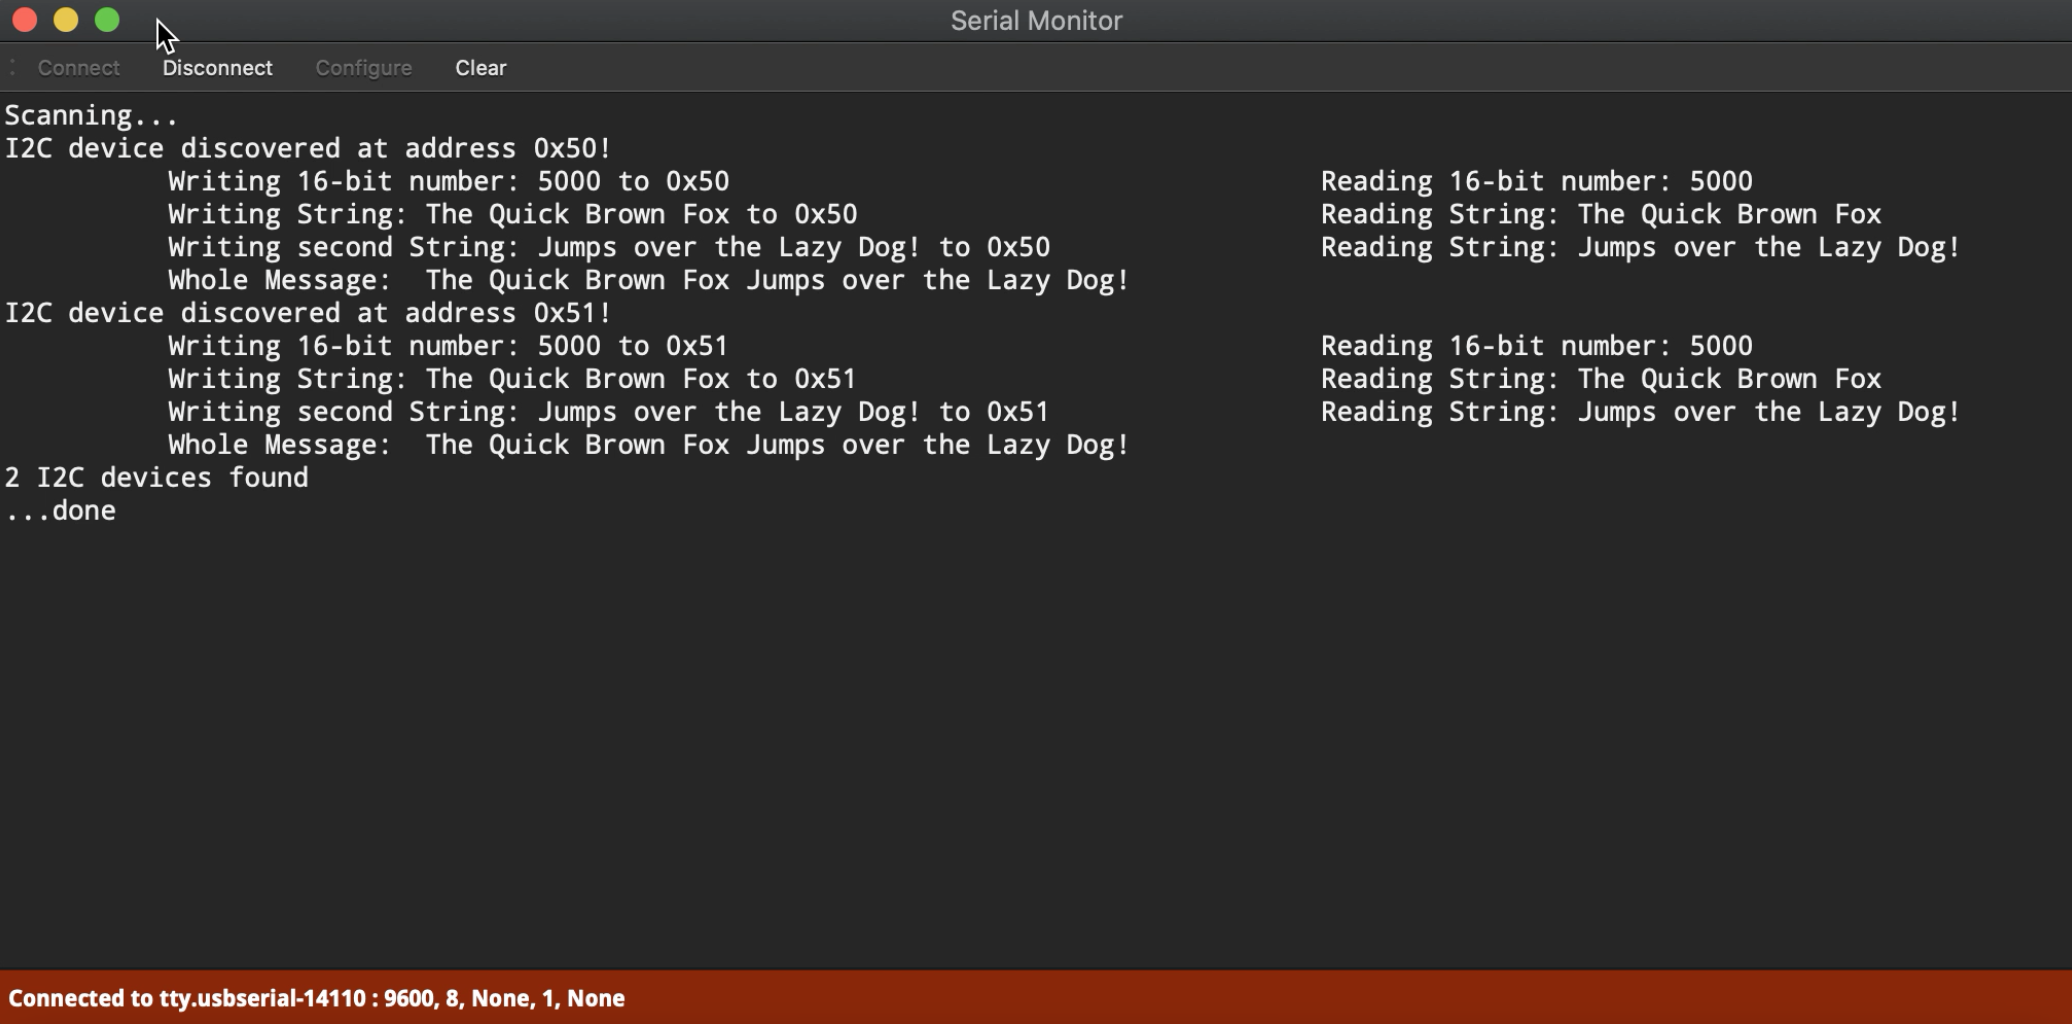 Serial Monitor
Connect Disconnect Configure Clear
Scanning...
I2C device discovered at address 0x50!
Writing 16-bit number: 5000 to 0x50 Reading 16-bit number: 5000
Writing String: The Quick Brown Fox to 0x50 Reading String: The Quick Brown Fox
Writing second String: Jumps over the Lazy Dog! to 0x50 Reading String: Jumps over the Lazy Dog!
Whole Message:  The Quick Brown Fox Jumps over the Lazy Dog!
I2C device discovered at address 0x51!
Writing 16-bit number: 5000 to 0x51 Reading 16-bit number: 5000
Writing String: The Quick Brown Fox to 0x51 Reading String: The Quick Brown Fox
Writing second String: Jumps over the Lazy Dog! to 0x51 Reading String: Jumps over the Lazy Dog!
Whole Message:  The Quick Brown Fox Jumps over the Lazy Dog!
2 I2C devices found
...done
Connected to tty.usbserial-14110 : 9600, 8, None, 1, None